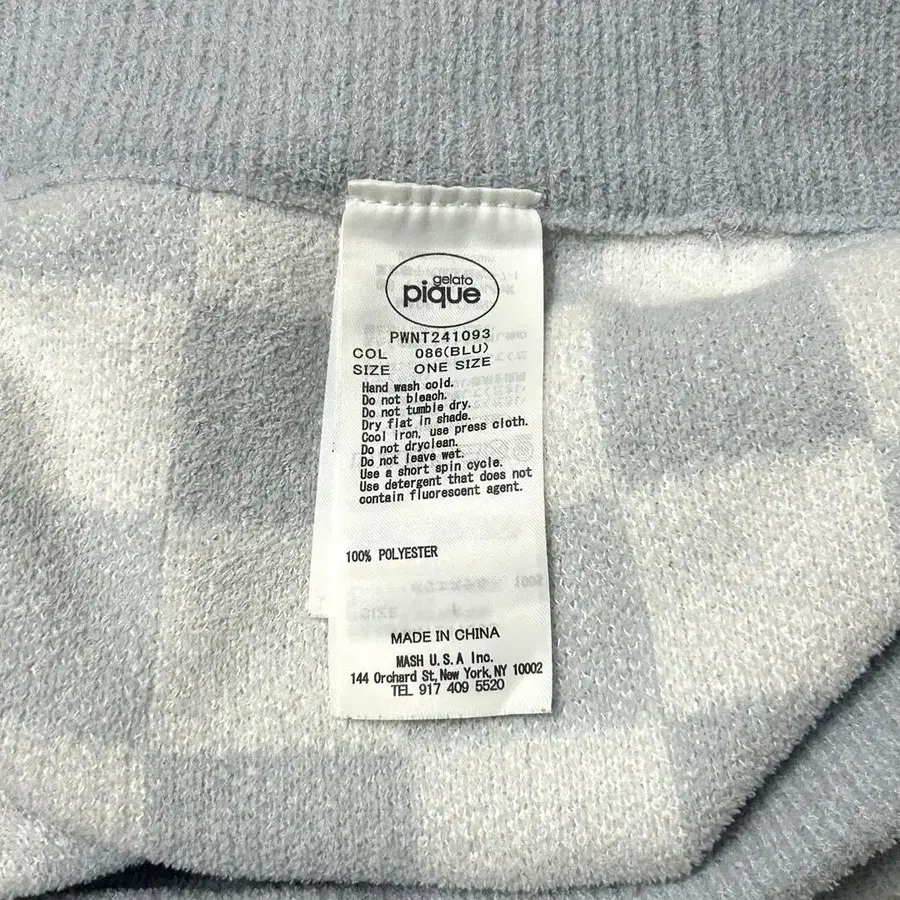 gelato
pique
PWNT241093
COL 086(BLU)
SIZE ONE SIZE
Hand wash cold.
Do not bleach.
Do not tumble dry.
Dry flat in shade.
Cool iron, use press cloth.
Do not dryclean.
Do not leave wet.
Use a short spin cycle.
Use detergent that does not
contain fluorescent agent.
100% POLYESTER
MADE IN CHINA
MASH U.S.A Inc.
144 Orchard St, New York, NY 10002
TEL 917 409 5520